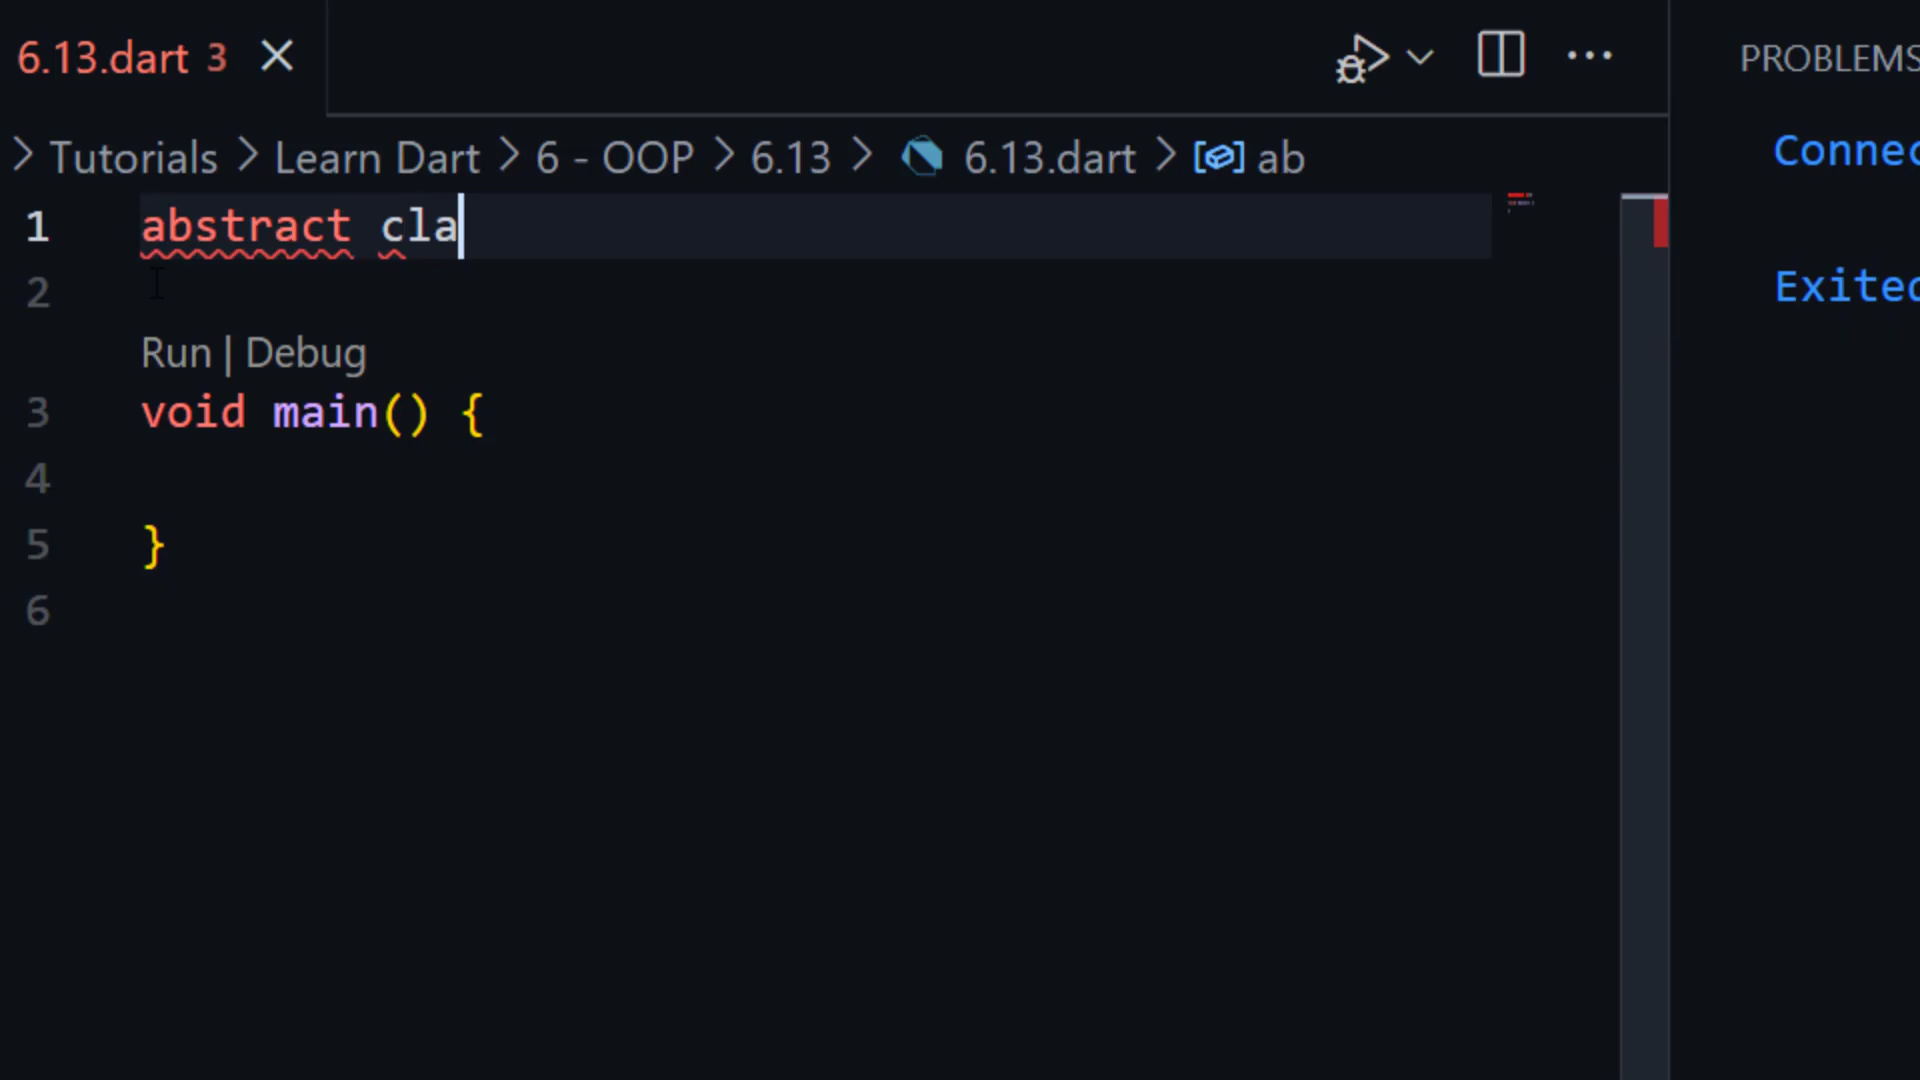 6.13.dart 3
PROBLEMS
Tutorials > Learn Dart > 6 - OOP > 6.13 > 6.13.dart > ab
Connec
1 abstract cla
2
Exited
Run | Debug
3 void main() {
4
5 }
6